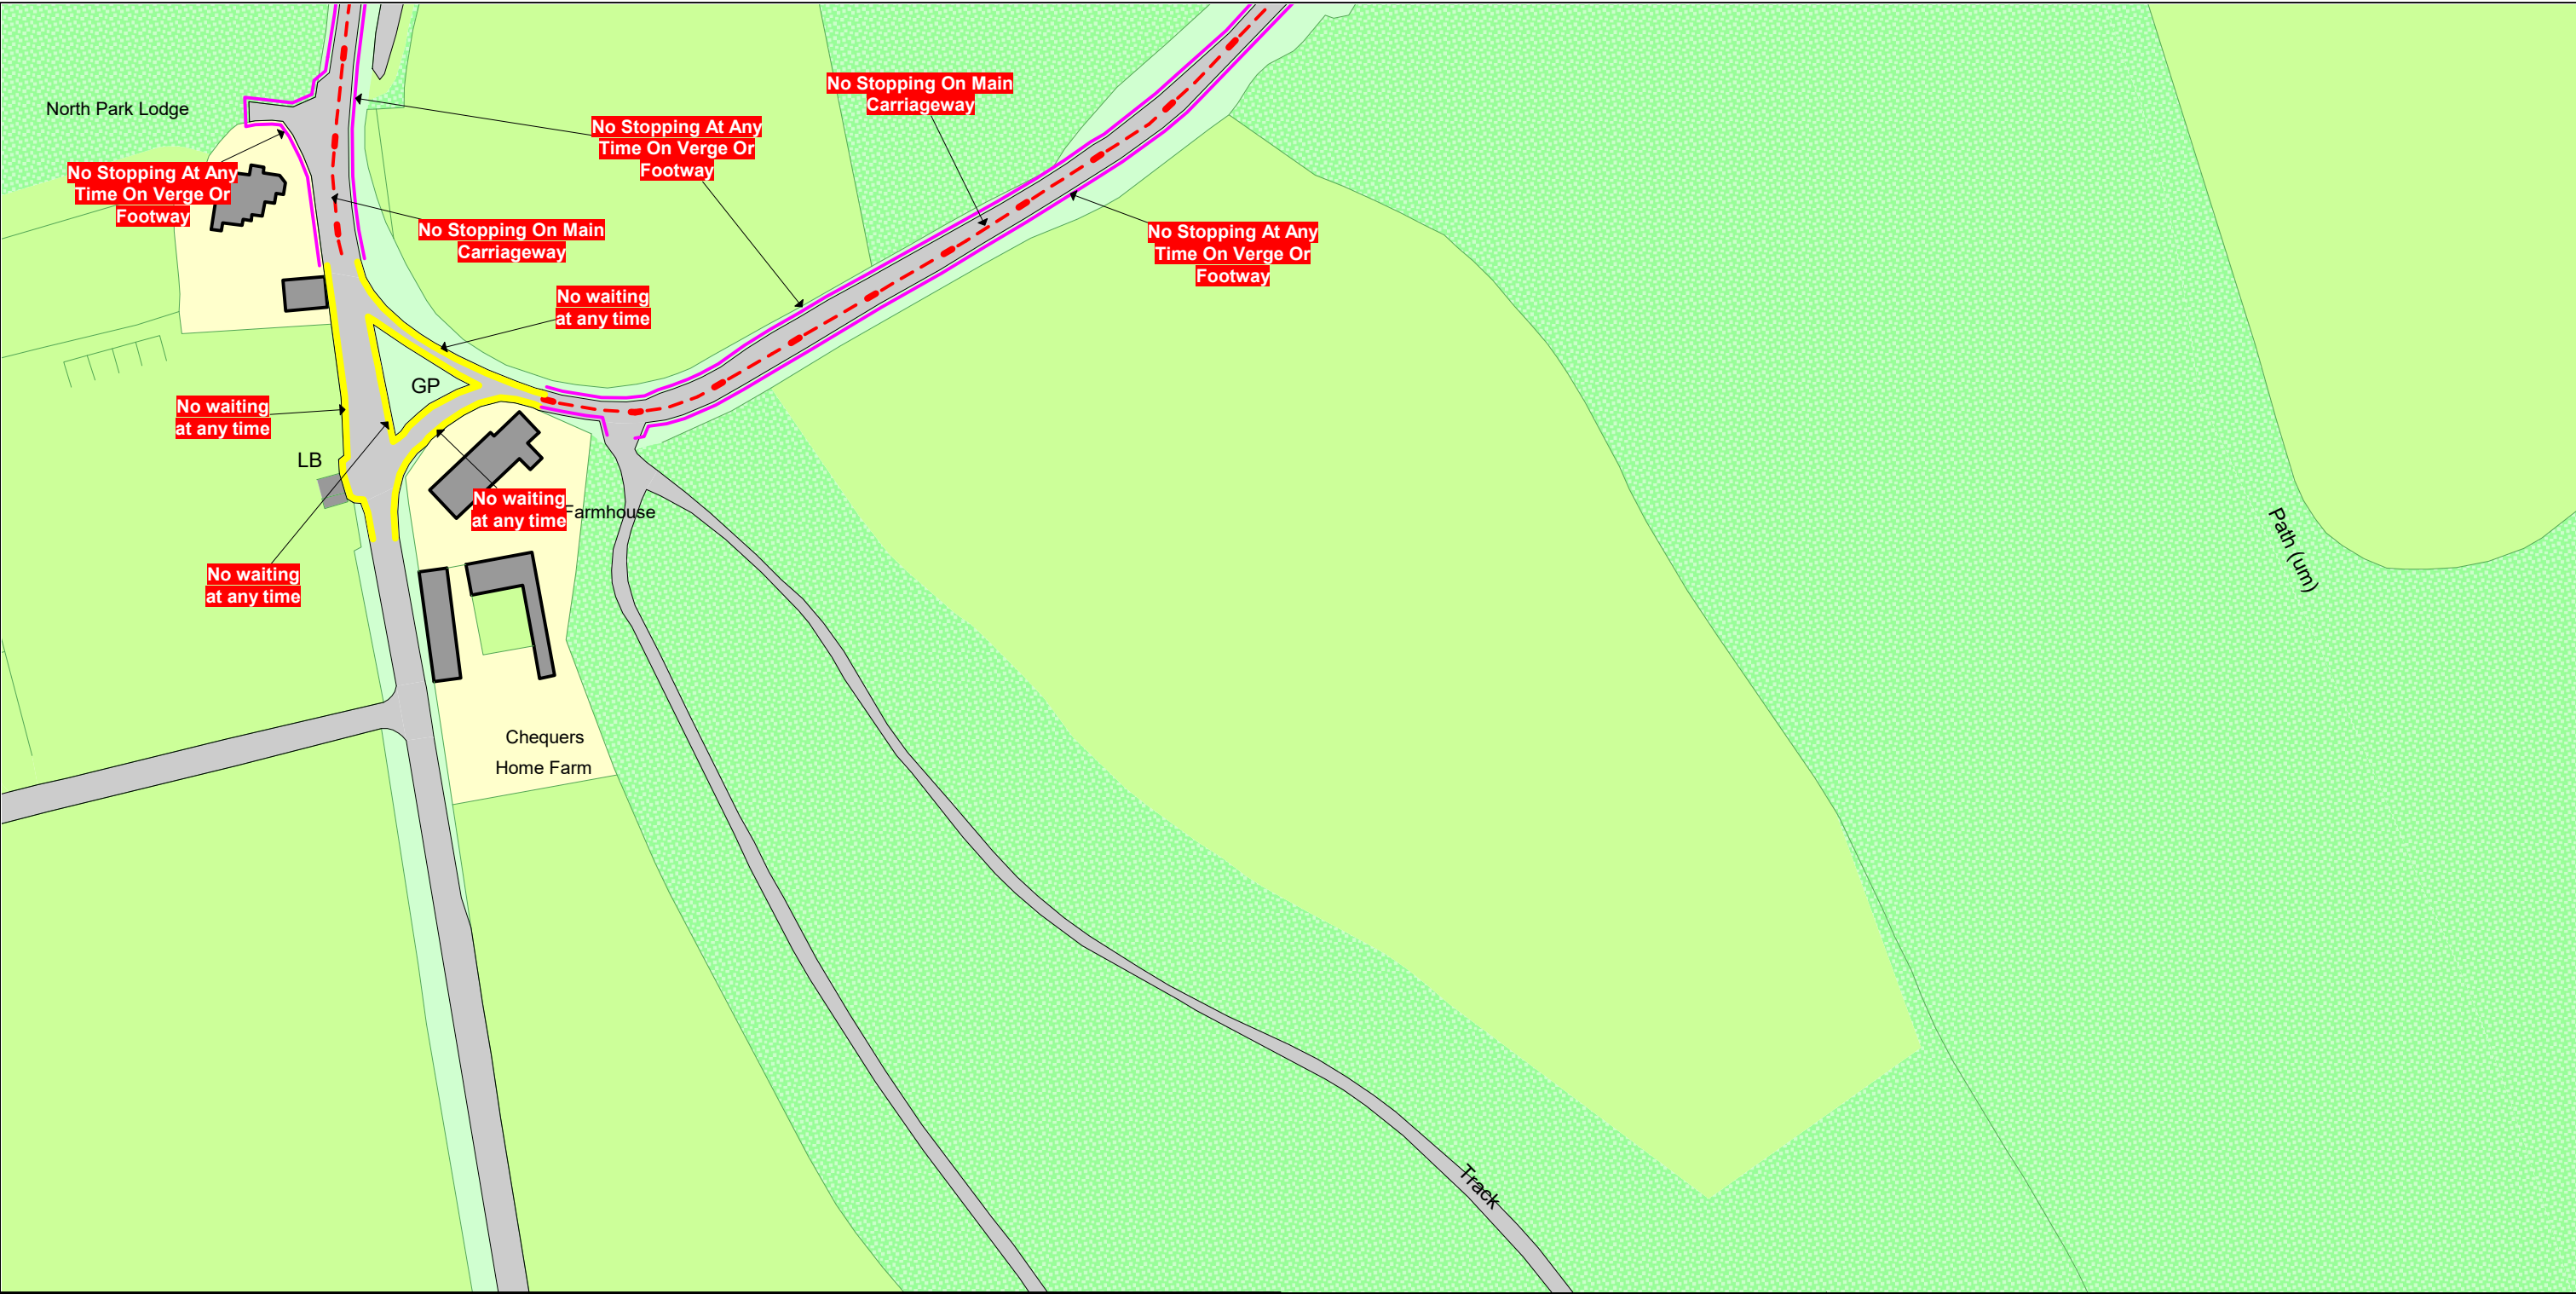 No Stopping On Main
Carriageway
North Park Lodge
No Stopping At Any
Time On Verge Or
Footway
No Stopping At Any
Time On Verge Or
Footway
No Stopping On Main
Carriageway
No Stopping At Any
Time On Verge Or
Footway
No waiting
at any time
GP
No waiting
at any time
LB
No waiting
at any time
Farmhouse
Path (um)
No waiting
at any time
Chequers
Home Farm
Track